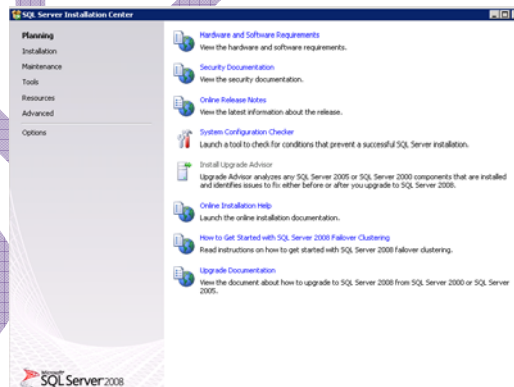 SQL Server Installation Center
Planning
Installation
Maintenance
Tools
Resources
Advanced
Options
Hardware and Software Requirements
View the hardware and software requirements.
Security Documentation
View the security documentation.
Online Release Notes
View the latest information about the release.
System Configuration Checker
Launch a tool to check for conditions that prevent a successful SQL Server installation.
Install Upgrade Advisor
Upgrade Advisor analyzes any SQL Server 2005 or SQL Server 2000 components that are installed
and identifies issues to fix either before or after you upgrade to SQL Server 2008.
Online Installation Help
Launch the online installation documentation.
How to Get Started with SQL Server 2008 Failover Clustering
Read instructions on how to get started with SQL Server 2008 failover clustering.
Upgrade Documentation
View the document about how to upgrade to SQL Server 2008 from SQL Server 2000 or SQL Server
2005.
Microsoft
SQL Server 2008